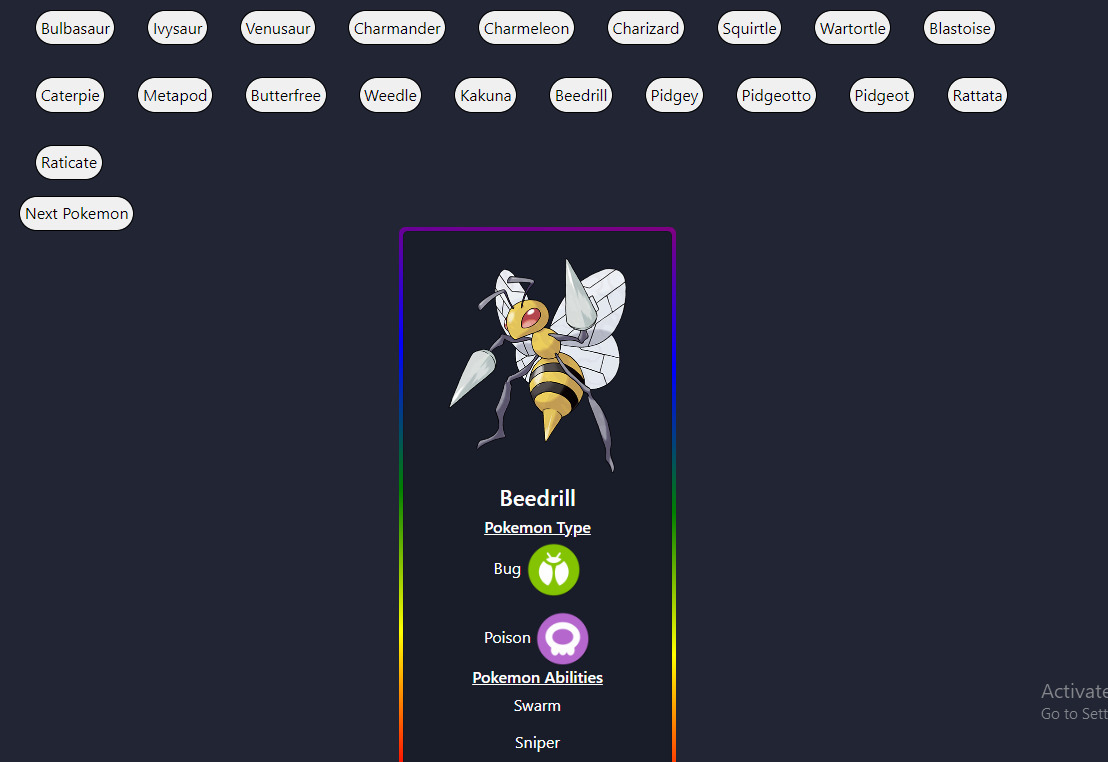 Bulbasaur Ivysaur Venusaur Charmander Charmeleon Charizard Squirtle Wartortle Blastoise
Caterpie Metapod Butterfree Weedle Kakuna Beedrill Pidgey Pidgeotto Pidgeot Rattata
Raticate
Next Pokemon
Beedrill
Pokemon Type
Bug
Poison
Pokemon Abilities
Swarm
Sniper
Activate
Go to Sett